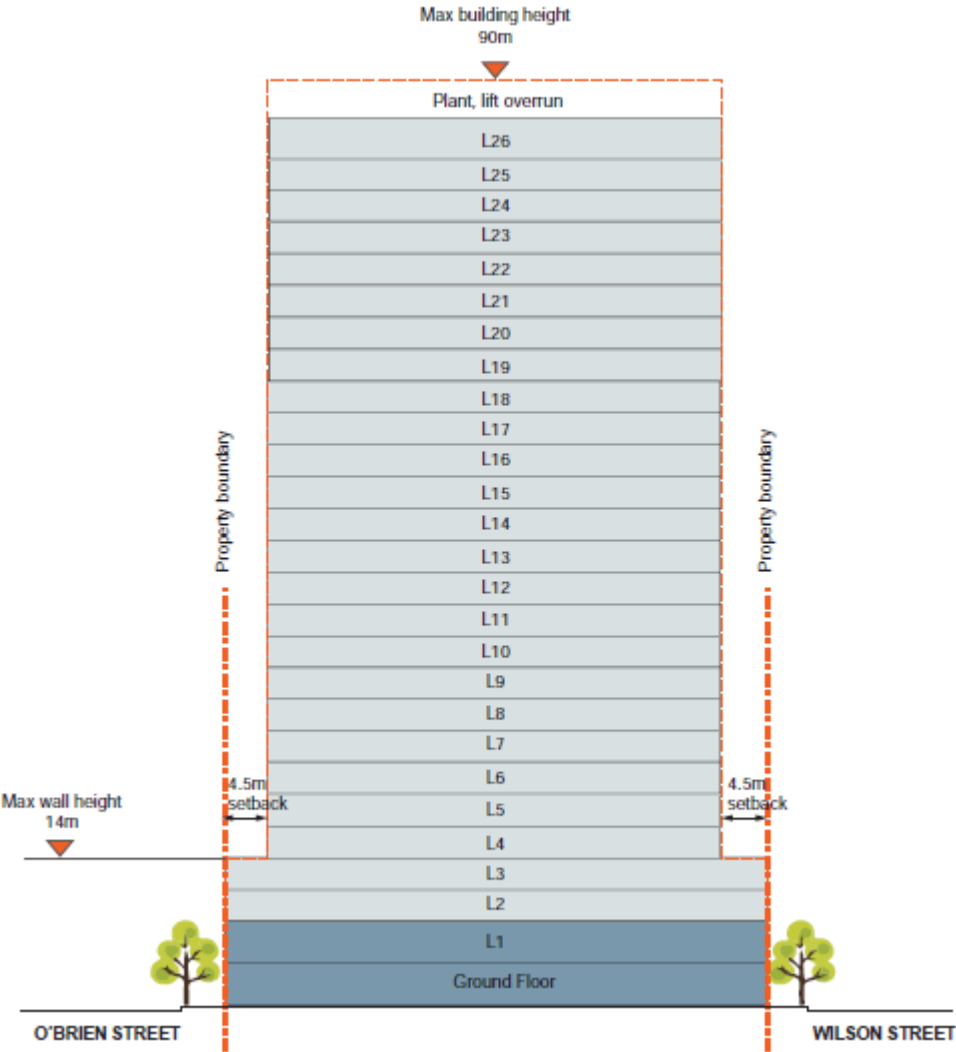 Max building height
90m
Plant, lift overrun
L26
L25
L24
L23
L22
L21
L20
L19
L18
L17
L16
L15
L14
L13
L12
L11
L10
L9
L8
L7
L6
L5
L4
L3
L2
L1
Ground Floor
Property boundary
Property boundary
4.5m
setback
4.5m
setback
Max wall height
14m
O'BRIEN STREET
WILSON STREET